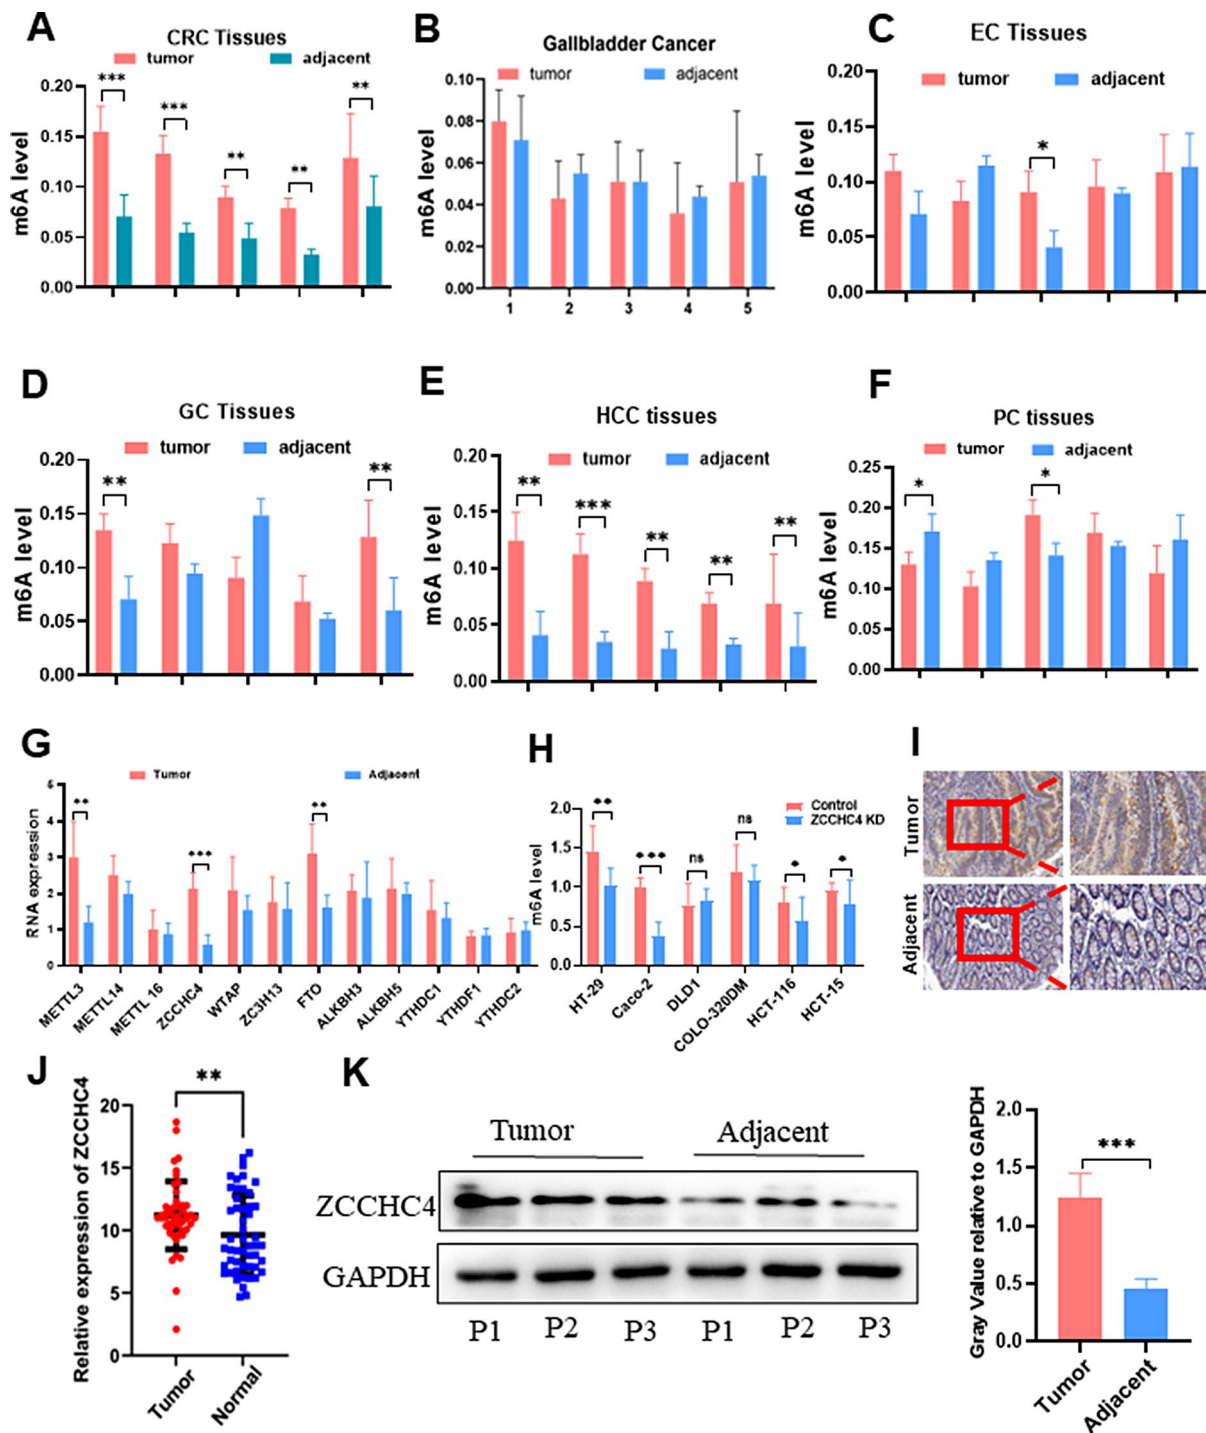 A
CRC Tissues
tumor adjacent
m6A level
0.20
0.15
0.10
0.05
0.00
*** *** ** ** **
B
Gallbladder Cancer
tumor adjacent
m6A level
0.10
0.08
0.06
0.04
0.02
0.00
1 2 3 4 5
C
EC Tissues
tumor adjacent
m6A level
0.20
0.15
0.10
0.05
0.00
*
D
GC Tissues
tumor adjacent
m6A level
0.20
0.15
0.10
0.05
0.00
** **
E
HCC tissues
tumor adjacent
m6A level
0.20
0.15
0.10
0.05
0.00
** *** ** ** **
F
PC tissues
tumor adjacent
m6A level
0.25
0.20
0.15
0.10
0.05
0.00
* *
G
Tumor Adjacent
RNA expression
5
4
3
2
1
0
** *** **
METTL3 METTL14 METTL 16 ZCCHC4 WTAP ZC3H13 FTO ALKBH3 ALKBH5 YTHDC1 YTHDF1 YTHDC2
H
Control
ZCCHC4 KD
m6A level
2.0
1.5
1.0
0.5
0.0
** *** ns ns * *
HT-29 Caco-2 DLD1 COLO-320DM HCT-116 HCT-15
I
Tumor
Adjacent
J
Relative expression of ZCCHC4
20
15
10
5
0
**
Tumor Normal
K
Tumor Adjacent
ZCCHC4
GAPDH
P1 P2 P3 P1 P2 P3
Gray Value relative to GAPDH
2.0
1.5
1.0
0.5
0.0
***
Tumor Adjacent